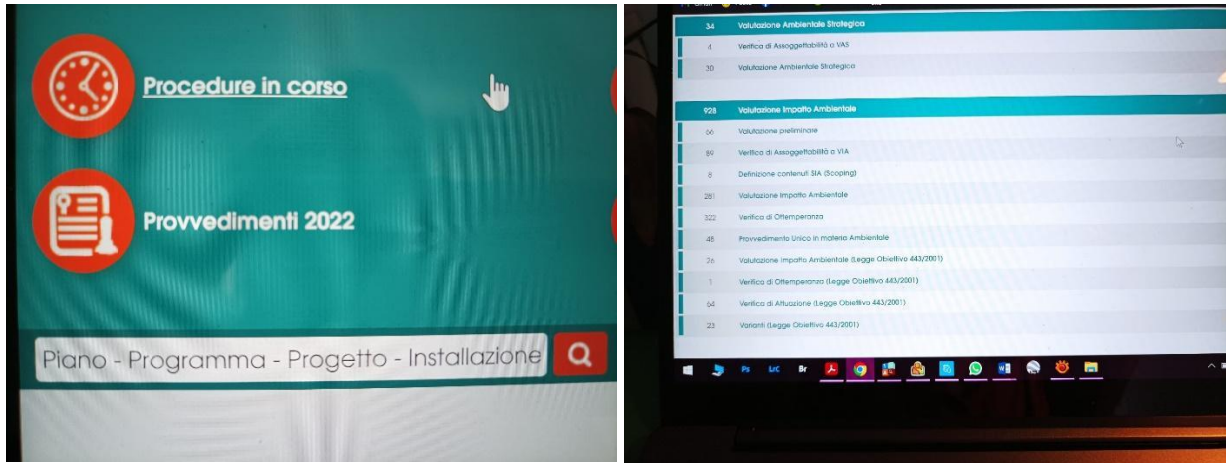 Procedure in corso
Provvedimenti 2022
Piano - Programma - Progetto - Installazione
34 Valutazione Ambientale Strategica
4 Verifica di Assoggettabilità a VAS
30 Valutazione Ambientale Strategica
928 Valutazione Impatto Ambientale
66 Valutazione preliminare
89 Verifica di Assoggettabilità a VIA
8 Definizione contenuti SIA (Scoping)
281 Valutazione Impatto Ambientale
322 Verifica di Ottemperanza
48 Provvedimento Unico in materia Ambientale
26 Valutazione Impatto Ambientale (Legge Obiettivo 443/2001)
1 Verifica di Ottemperanza (Legge Obiettivo 443/2001)
64 Verifica di Attuazione (Legge Obiettivo 443/2001)
23 Varianti (Legge Obiettivo 443/2001)
Ps LrC Br